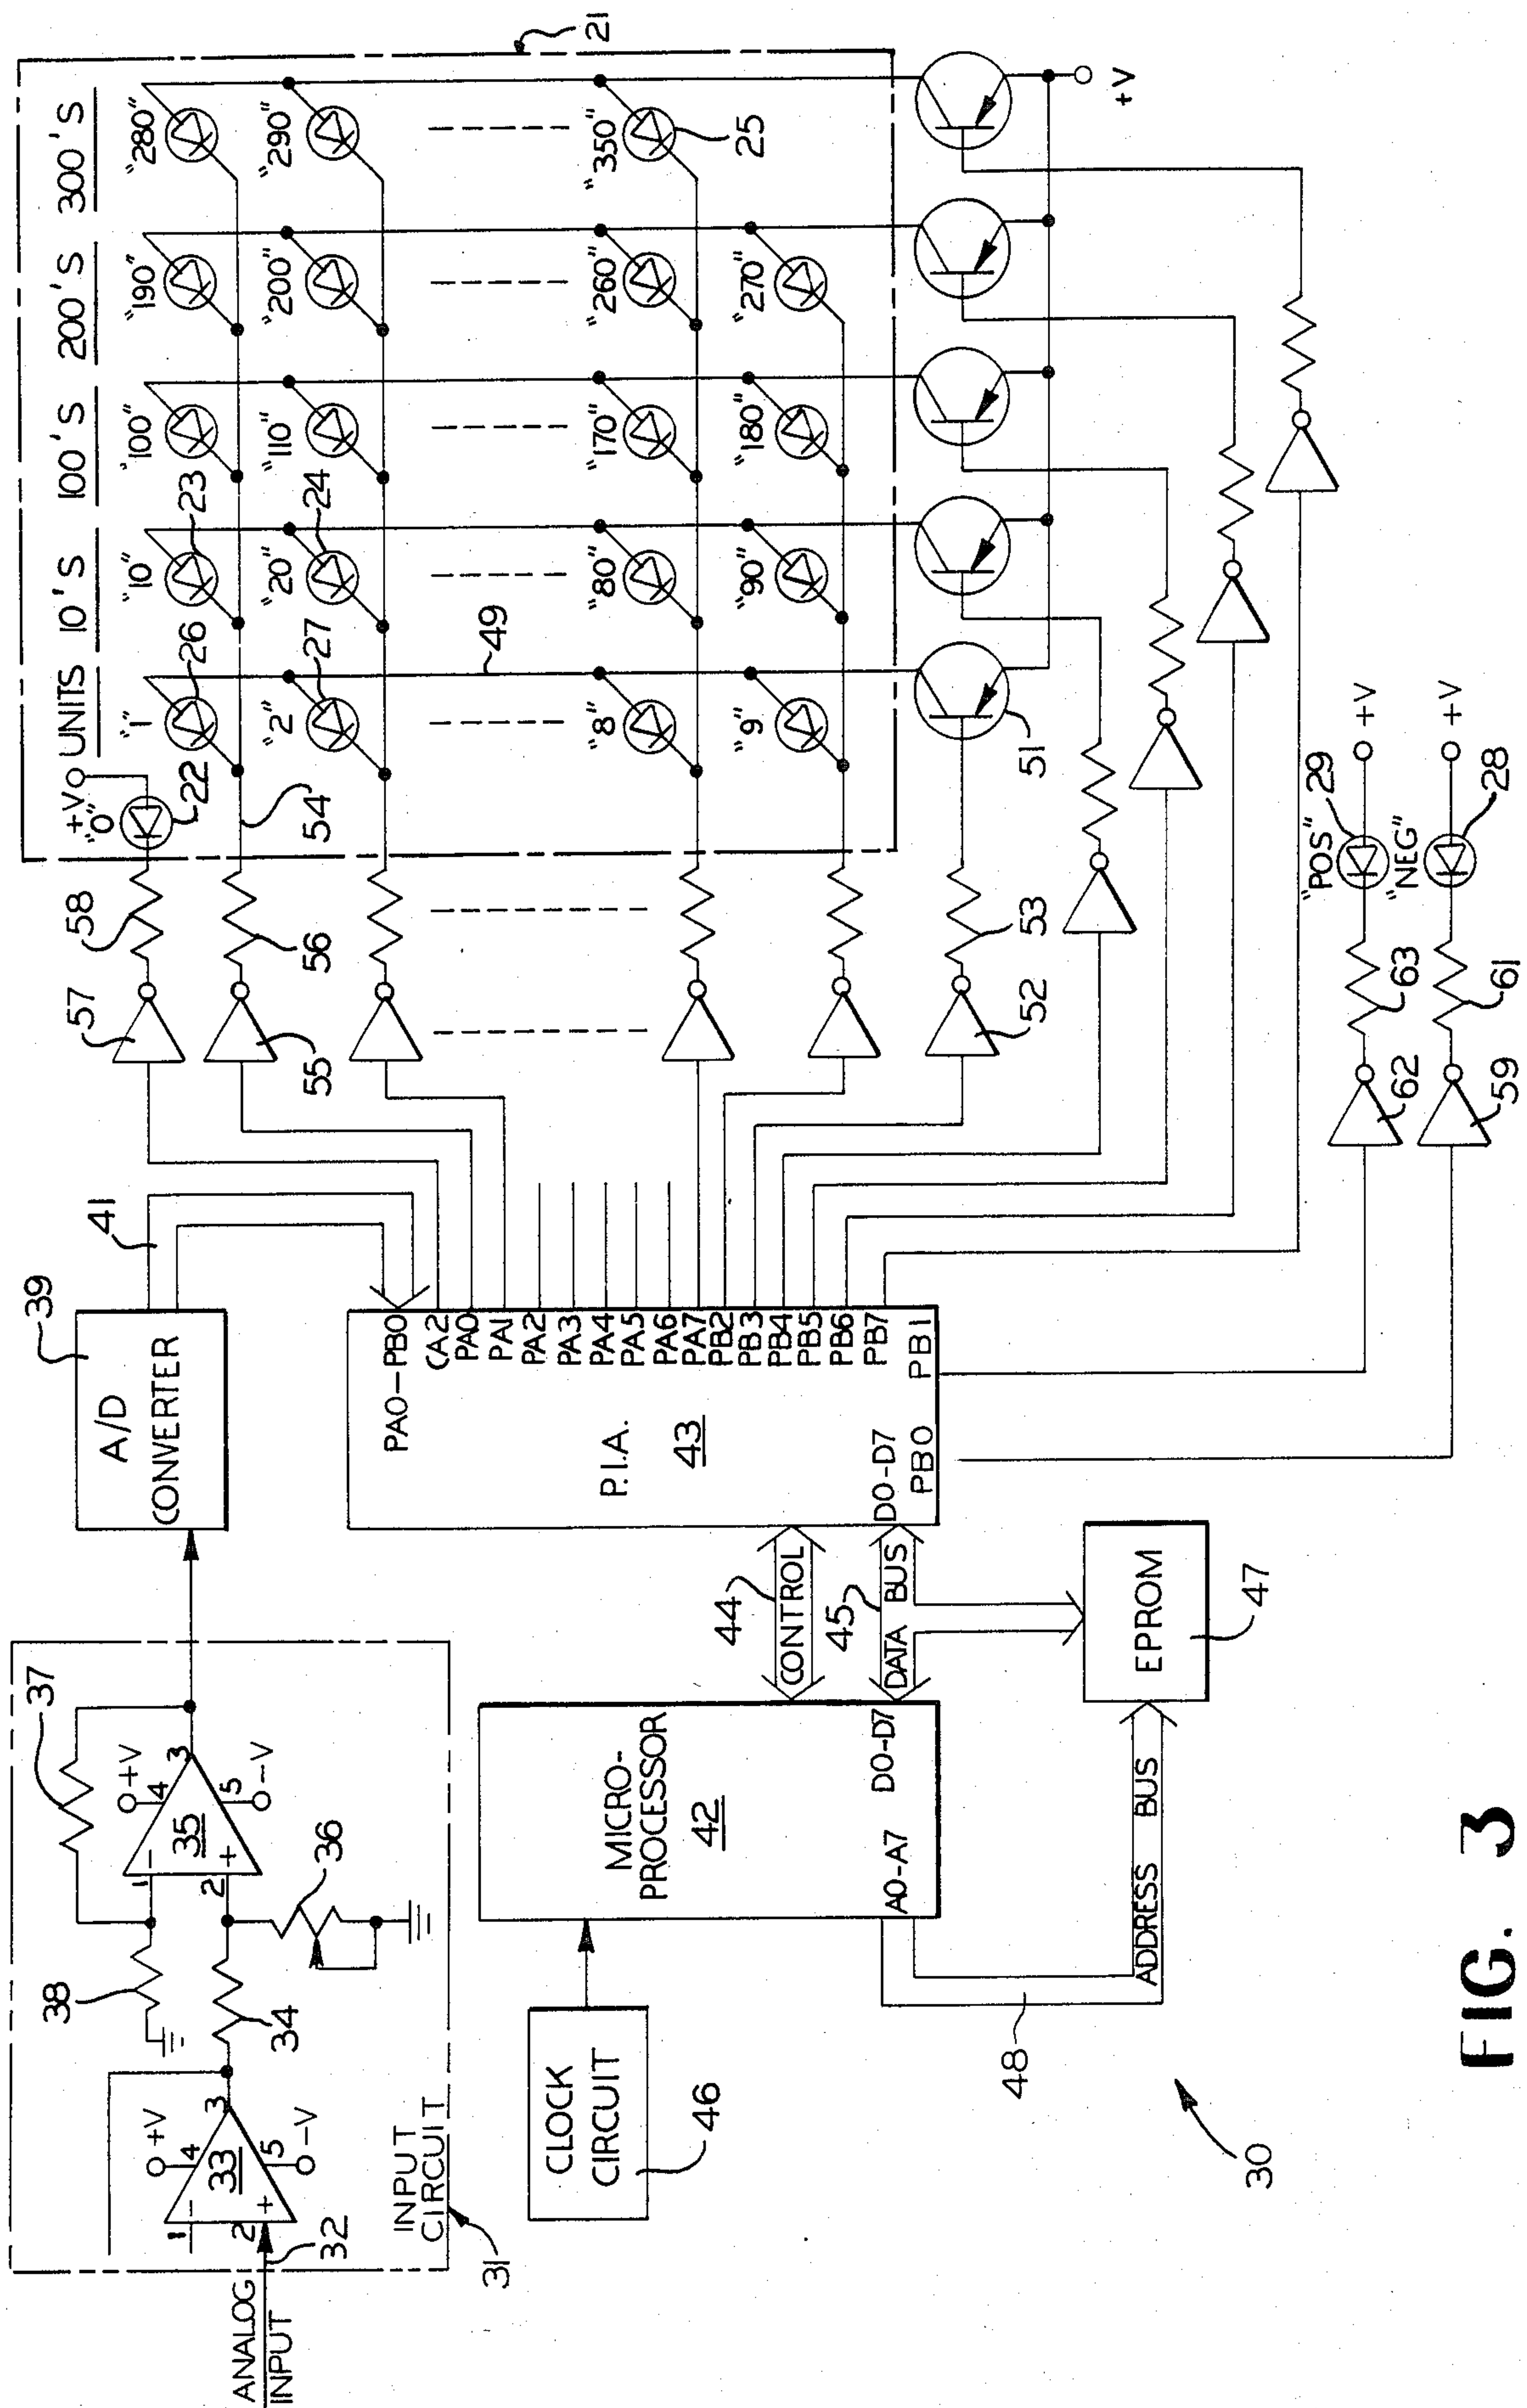 ANALOG
INPUT
32
1
2
−
+
33
3
4
+V
5
−V
INPUT
CIRCUIT
31
38
34
36
1
2
−
+
35
3
4
+V
5
−V
37
39
A/D
CONVERTER
41
CLOCK
CIRCUIT
46
MICRO-
PROCESSOR
42
A0-A7
D0-D7
44
CONTROL
45
DATA BUS
48
ADDRESS BUS
EPROM
47
P.I.A.
43
D0-D7
PA0-PB0
CA2
PA0
PA1
PA2
PA3
PA4
PA5
PA6
PA7
PB2
PB3
PB4
PB5
PB6
PB7
PB0
PB1
57
58
55
56
54
52
53
51
49
62
63
"POS"
29
+V
59
61
"NEG"
28
+V
+V
"0"
22
UNITS
10'S
100'S
200'S
300'S
21
"1"
26
"10"
23
"100"
"190"
"280"
"2"
27
"20"
24
"110"
"200"
"290"
"8"
"80"
"170"
"260"
"350"
25
"9"
"90"
"180"
"270"
+V
30
FIG. 3